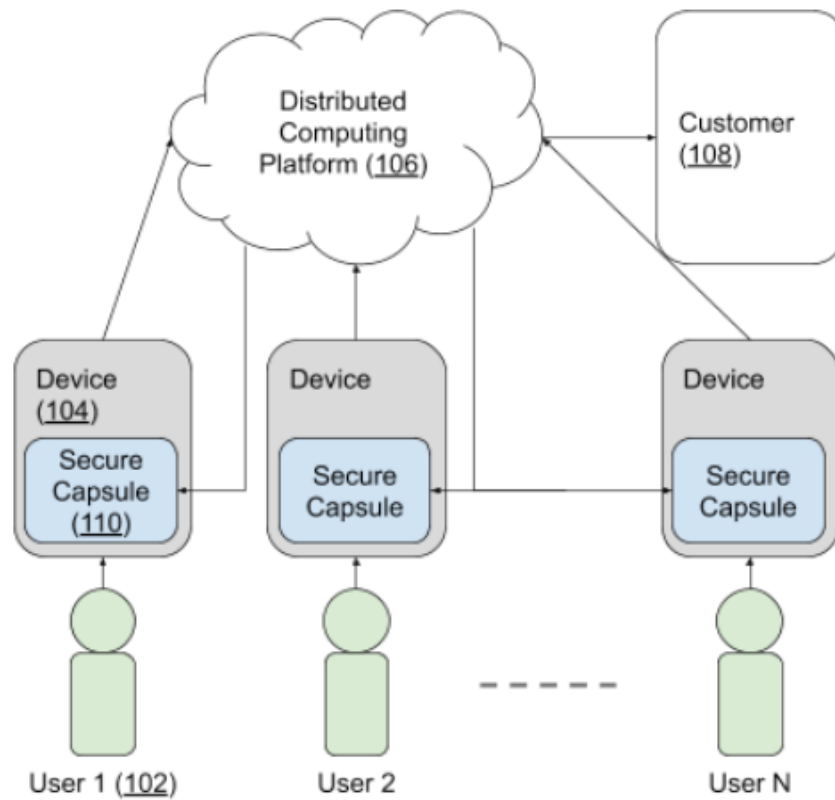 Distributed
Computing
Platform (106)
Customer
(108)
Device
(104)
Secure
Capsule
(110)
Device
Secure
Capsule
Device
Secure
Capsule
User 1 (102)
User 2
User N